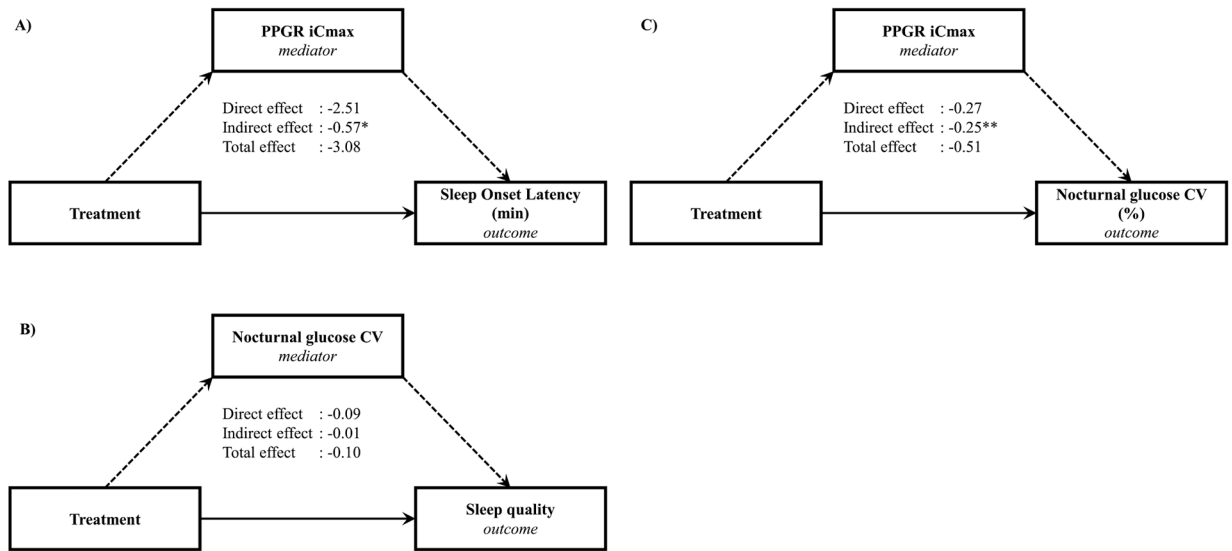 A)
PPGR iCmax
mediator
Direct effect : -2.51
Indirect effect : -0.57*
Total effect : -3.08
Treatment
Sleep Onset Latency
(min)
outcome
B)
Nocturnal glucose CV
mediator
Direct effect : -0.09
Indirect effect : -0.01
Total effect : -0.10
Treatment
Sleep quality
outcome
C)
PPGR iCmax
mediator
Direct effect : -0.27
Indirect effect : -0.25**
Total effect : -0.51
Treatment
Nocturnal glucose CV
(%)
outcome